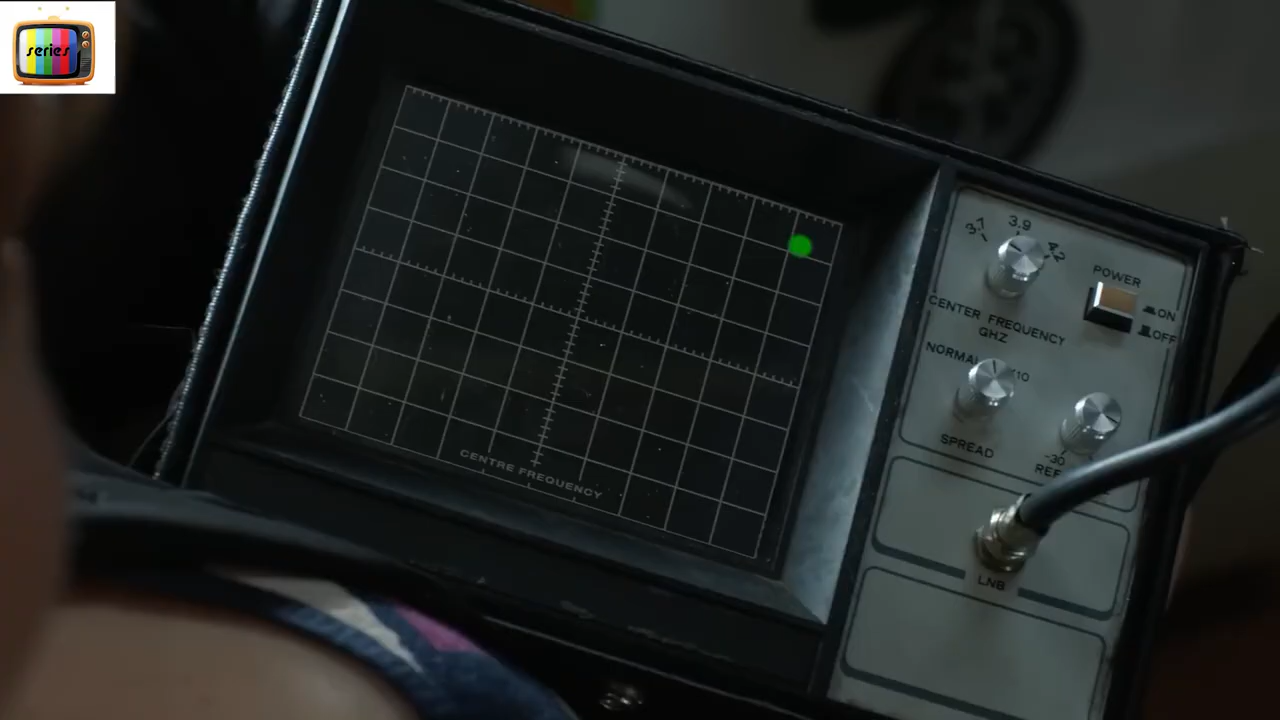 series
3.7 3.9 4.2
POWER
ON
OFF
CENTER FREQUENCY
GHZ
NORMAL X10
SPREAD
-30
LNB
CENTRE FREQUENCY